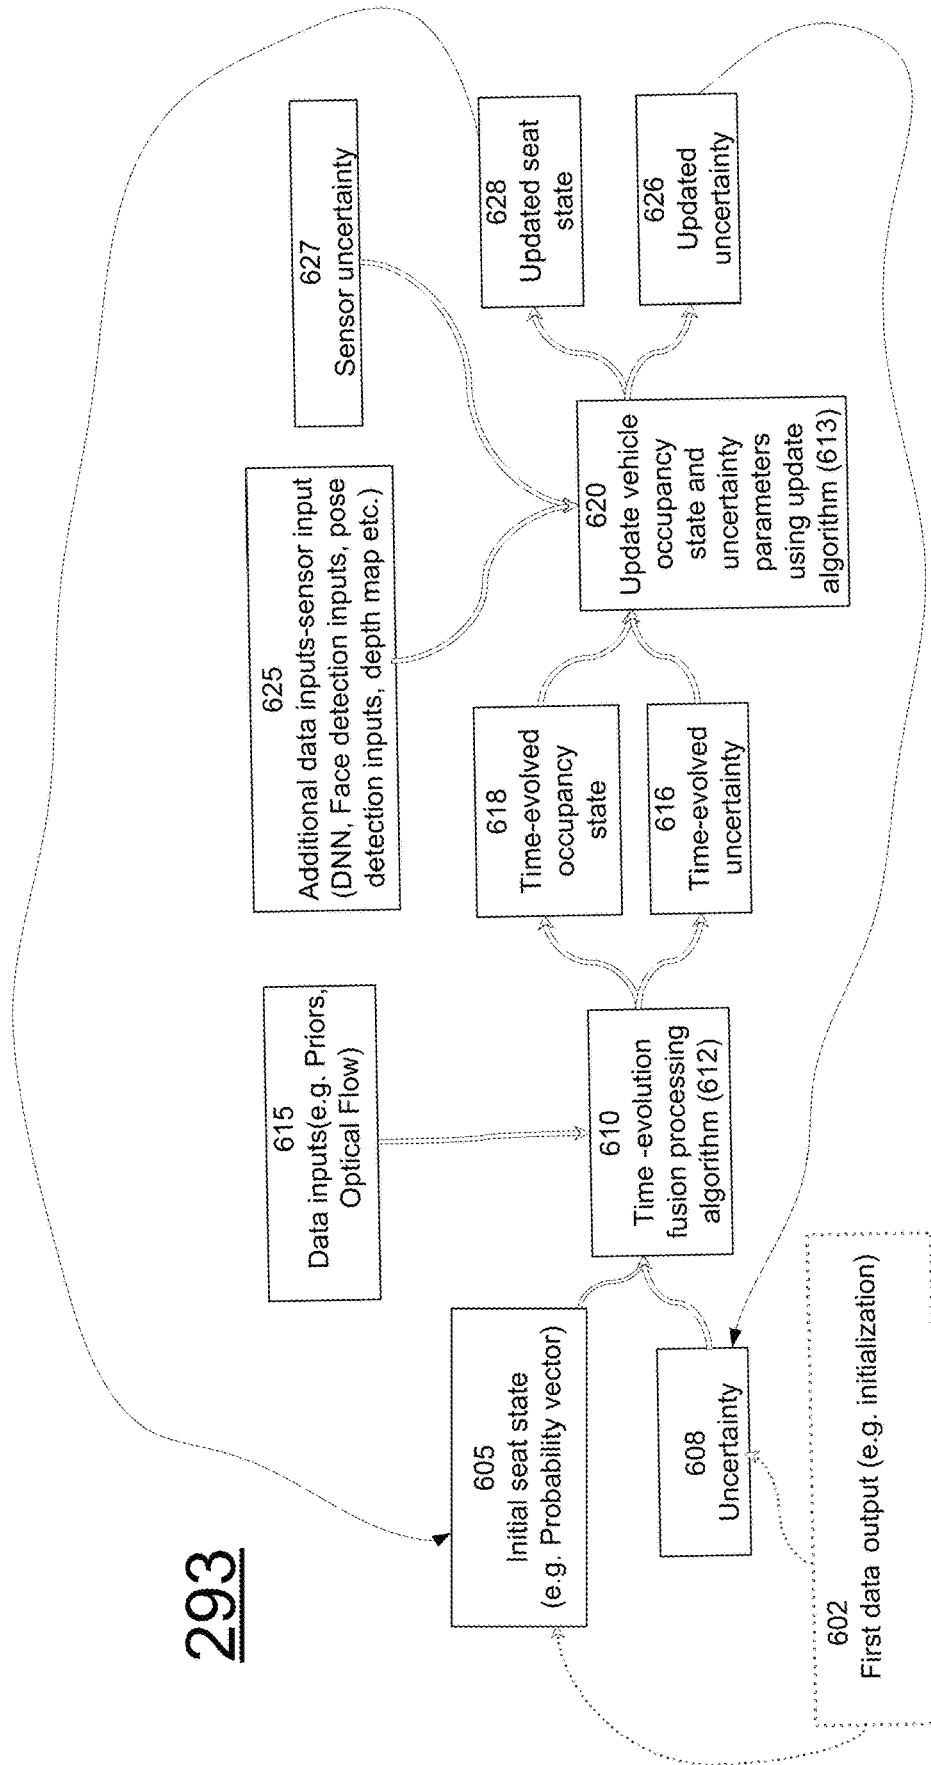 293
602
First data output (e.g. initialization)
605
Initial seat state
(e.g. Probability vector)
608
Uncertainty
615
Data inputs(e.g. Priors,
Optical Flow)
610
Time -evolution
fusion processing
algorithm (612)
618
Time-evolved
occupancy
state
616
Time-evolved
uncertainty
625
Additional data inputs-sensor input
(DNN, Face detection inputs, pose
detection inputs, depth map etc.)
627
Sensor uncertainty
620
Update vehicle
occupancy
state and
uncertainty
parameters
using update
algorithm (613)
628
Updated seat
state
626
Updated
uncertainty